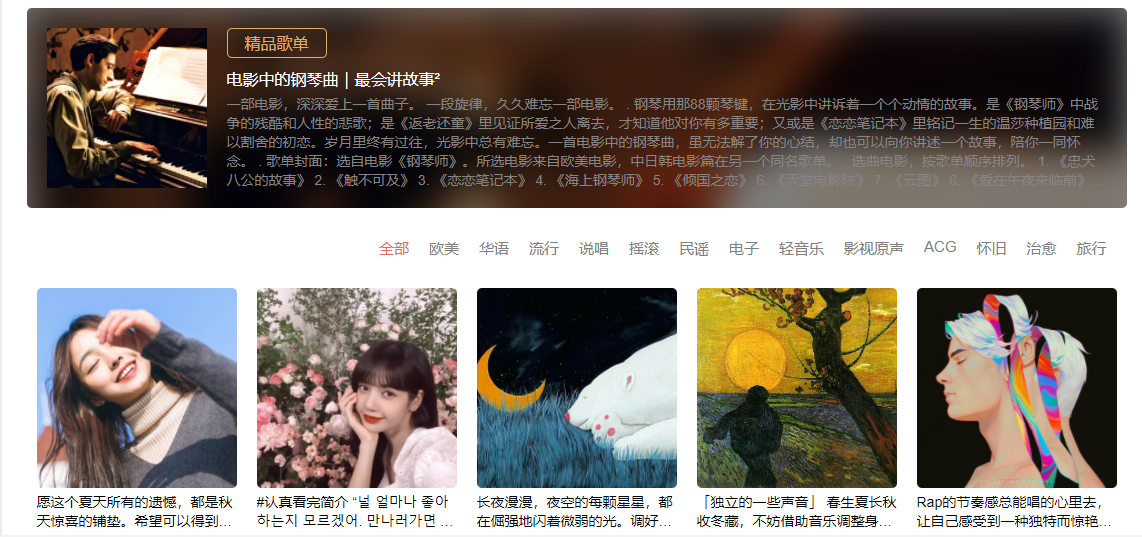 精品歌单
电影中的钢琴曲｜最会讲故事²
一部电影，深深爱上一首曲子。 一段旋律，久久难忘一部电影。 . 钢琴用那88颗琴键，在光影中讲诉着一个个动情的故事。是《钢琴师》中战
争的残酷和人性的悲歌；是《返老还童》里见证所爱之人离去，才知道他对你有多重要；又或是《恋恋笔记本》里铭记一生的温莎种植园和难
以割舍的初恋。岁月里终有过往，光影中总有难忘。一首电影中的钢琴曲，虽无法解了你的心结，却也可以向你讲述一个故事，陪你一同怀
念。 . 歌单封面：选自电影《钢琴师》。所选电影来自欧美电影，中日韩电影篇在另一个同名歌单。 . 选曲电影，按歌单顺序排列。 1. 《忠犬
八公的故事》 2. 《触不可及》 3. 《恋恋笔记本》 4. 《海上钢琴师》 5. 《倾国之恋》 6. 《天堂电影院》 7. 《云图》 8. 《爱在午夜来临前》...
全部 欧美 华语 流行 说唱 摇滚 民谣 电子 轻音乐 影视原声 ACG 怀旧 治愈 旅行
愿这个夏天所有的遗憾，都是秋
天惊喜的铺垫。希望可以得到...
#认真看完简介 “널 얼마나 좋아
하는지 모르겠어. 만나러가면 ...
长夜漫漫，夜空的每颗星星，都
在倔强地闪着微弱的光。调好...
「独立的一些声音」 春生夏长秋
收冬藏，不妨借助音乐调整身...
Rap的节奏感总能唱的心里去，
让自己感受到一种独特而惊艳...